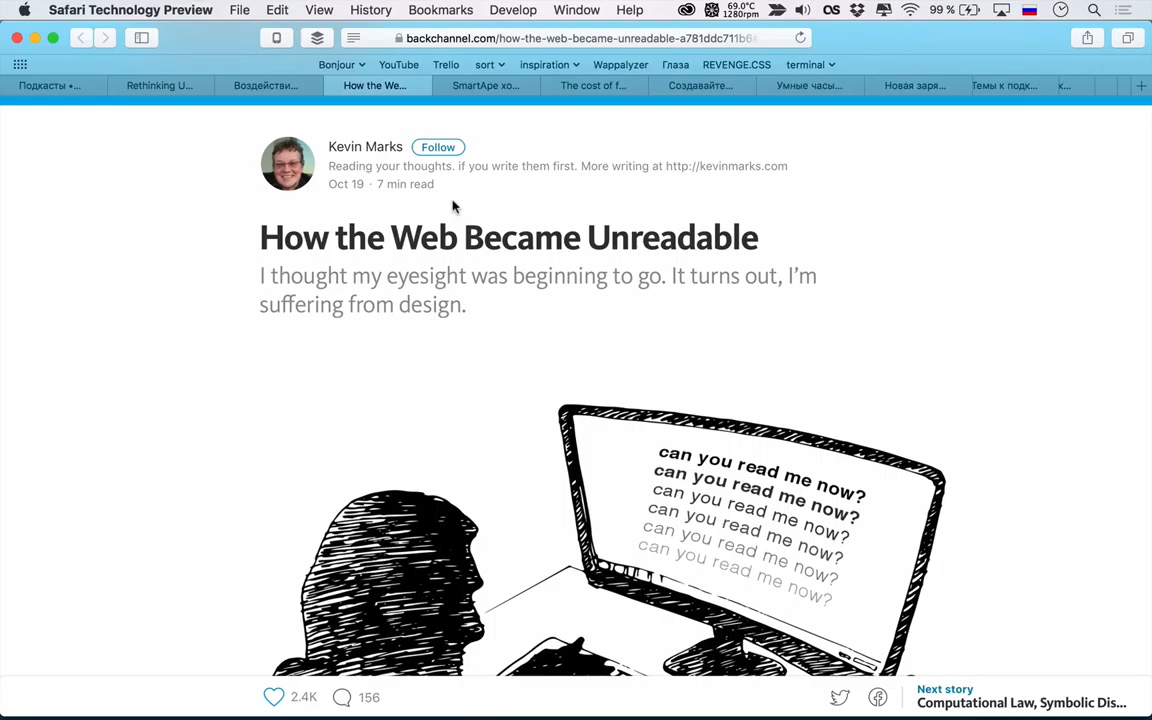 Safari Technology Preview File Edit View History Bookmarks Develop Window Help 69.0°C 1280rpm 99 %
backchannel.com/how-the-web-became-unreadable-a781ddc711b6
Bonjour YouTube Trello sort inspiration Wappalyzer Глаза REVENGE.CSS terminal
Подкасты •... Rethinking U... Воздействи... How the We... SmartApe хо... The cost of f... Создавайте... Умные часы... Новая заря... Темы к подк... к...
Kevin Marks Follow
Reading your thoughts. if you write them first. More writing at http://kevinmarks.com
Oct 19 · 7 min read
How the Web Became Unreadable
I thought my eyesight was beginning to go. It turns out, I'm
suffering from design.
can you read me now?
can you read me now?
can you read me now?
can you read me now?
can you read me now?
can you read me now?
2.4K 156
Next story
Computational Law, Symbolic Dis...